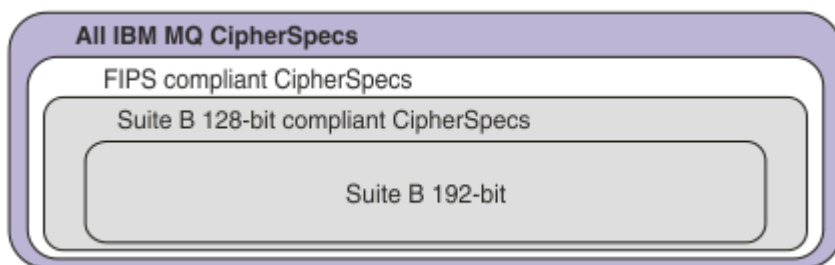 All IBM MQ CipherSpecs
FIPS compliant CipherSpecs
Suite B 128-bit compliant CipherSpecs
Suite B 192-bit